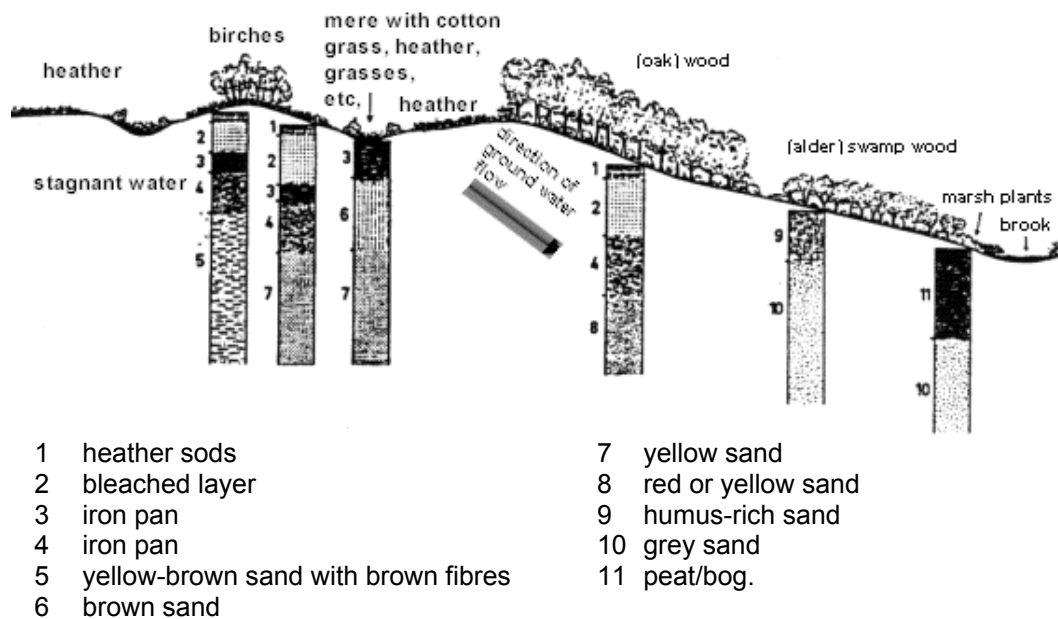 heather
birches
mere with cotton
grass, heather,
grasses,
etc,
heather
(oak) wood
(alder) swamp wood
marsh plants
brook
direction of
ground water
flow
stagnant water
2
3
4
5
1
2
3
4
7
3
6
7
1
2
4
8
9
10
11
10
1 heather sods
2 bleached layer
3 iron pan
4 iron pan
5 yellow-brown sand with brown fibres
6 brown sand
7 yellow sand
8 red or yellow sand
9 humus-rich sand
10 grey sand
11 peat/bog.